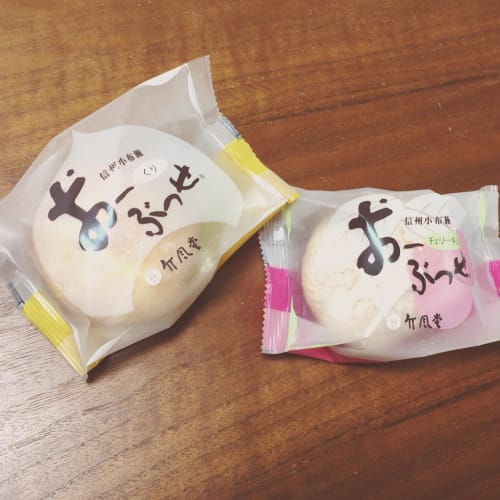 信州小布施
くり
おーぶっせ
竹風堂
信州小布施
チェリーキ
おーぶっせ
竹風堂